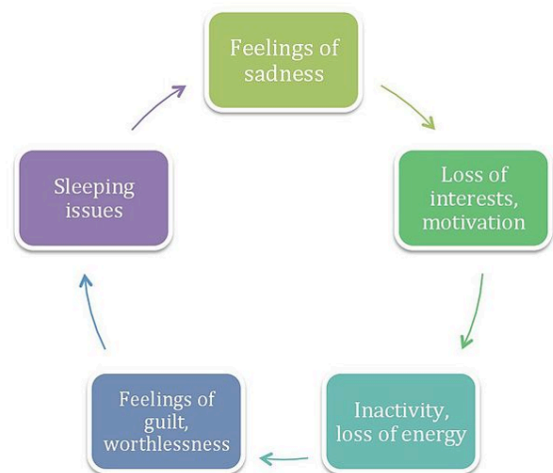 Feelings of
sadness
Loss of
interests,
motivation
Inactivity,
loss of energy
Feelings of
guilt,
worthlessness
Sleeping
issues